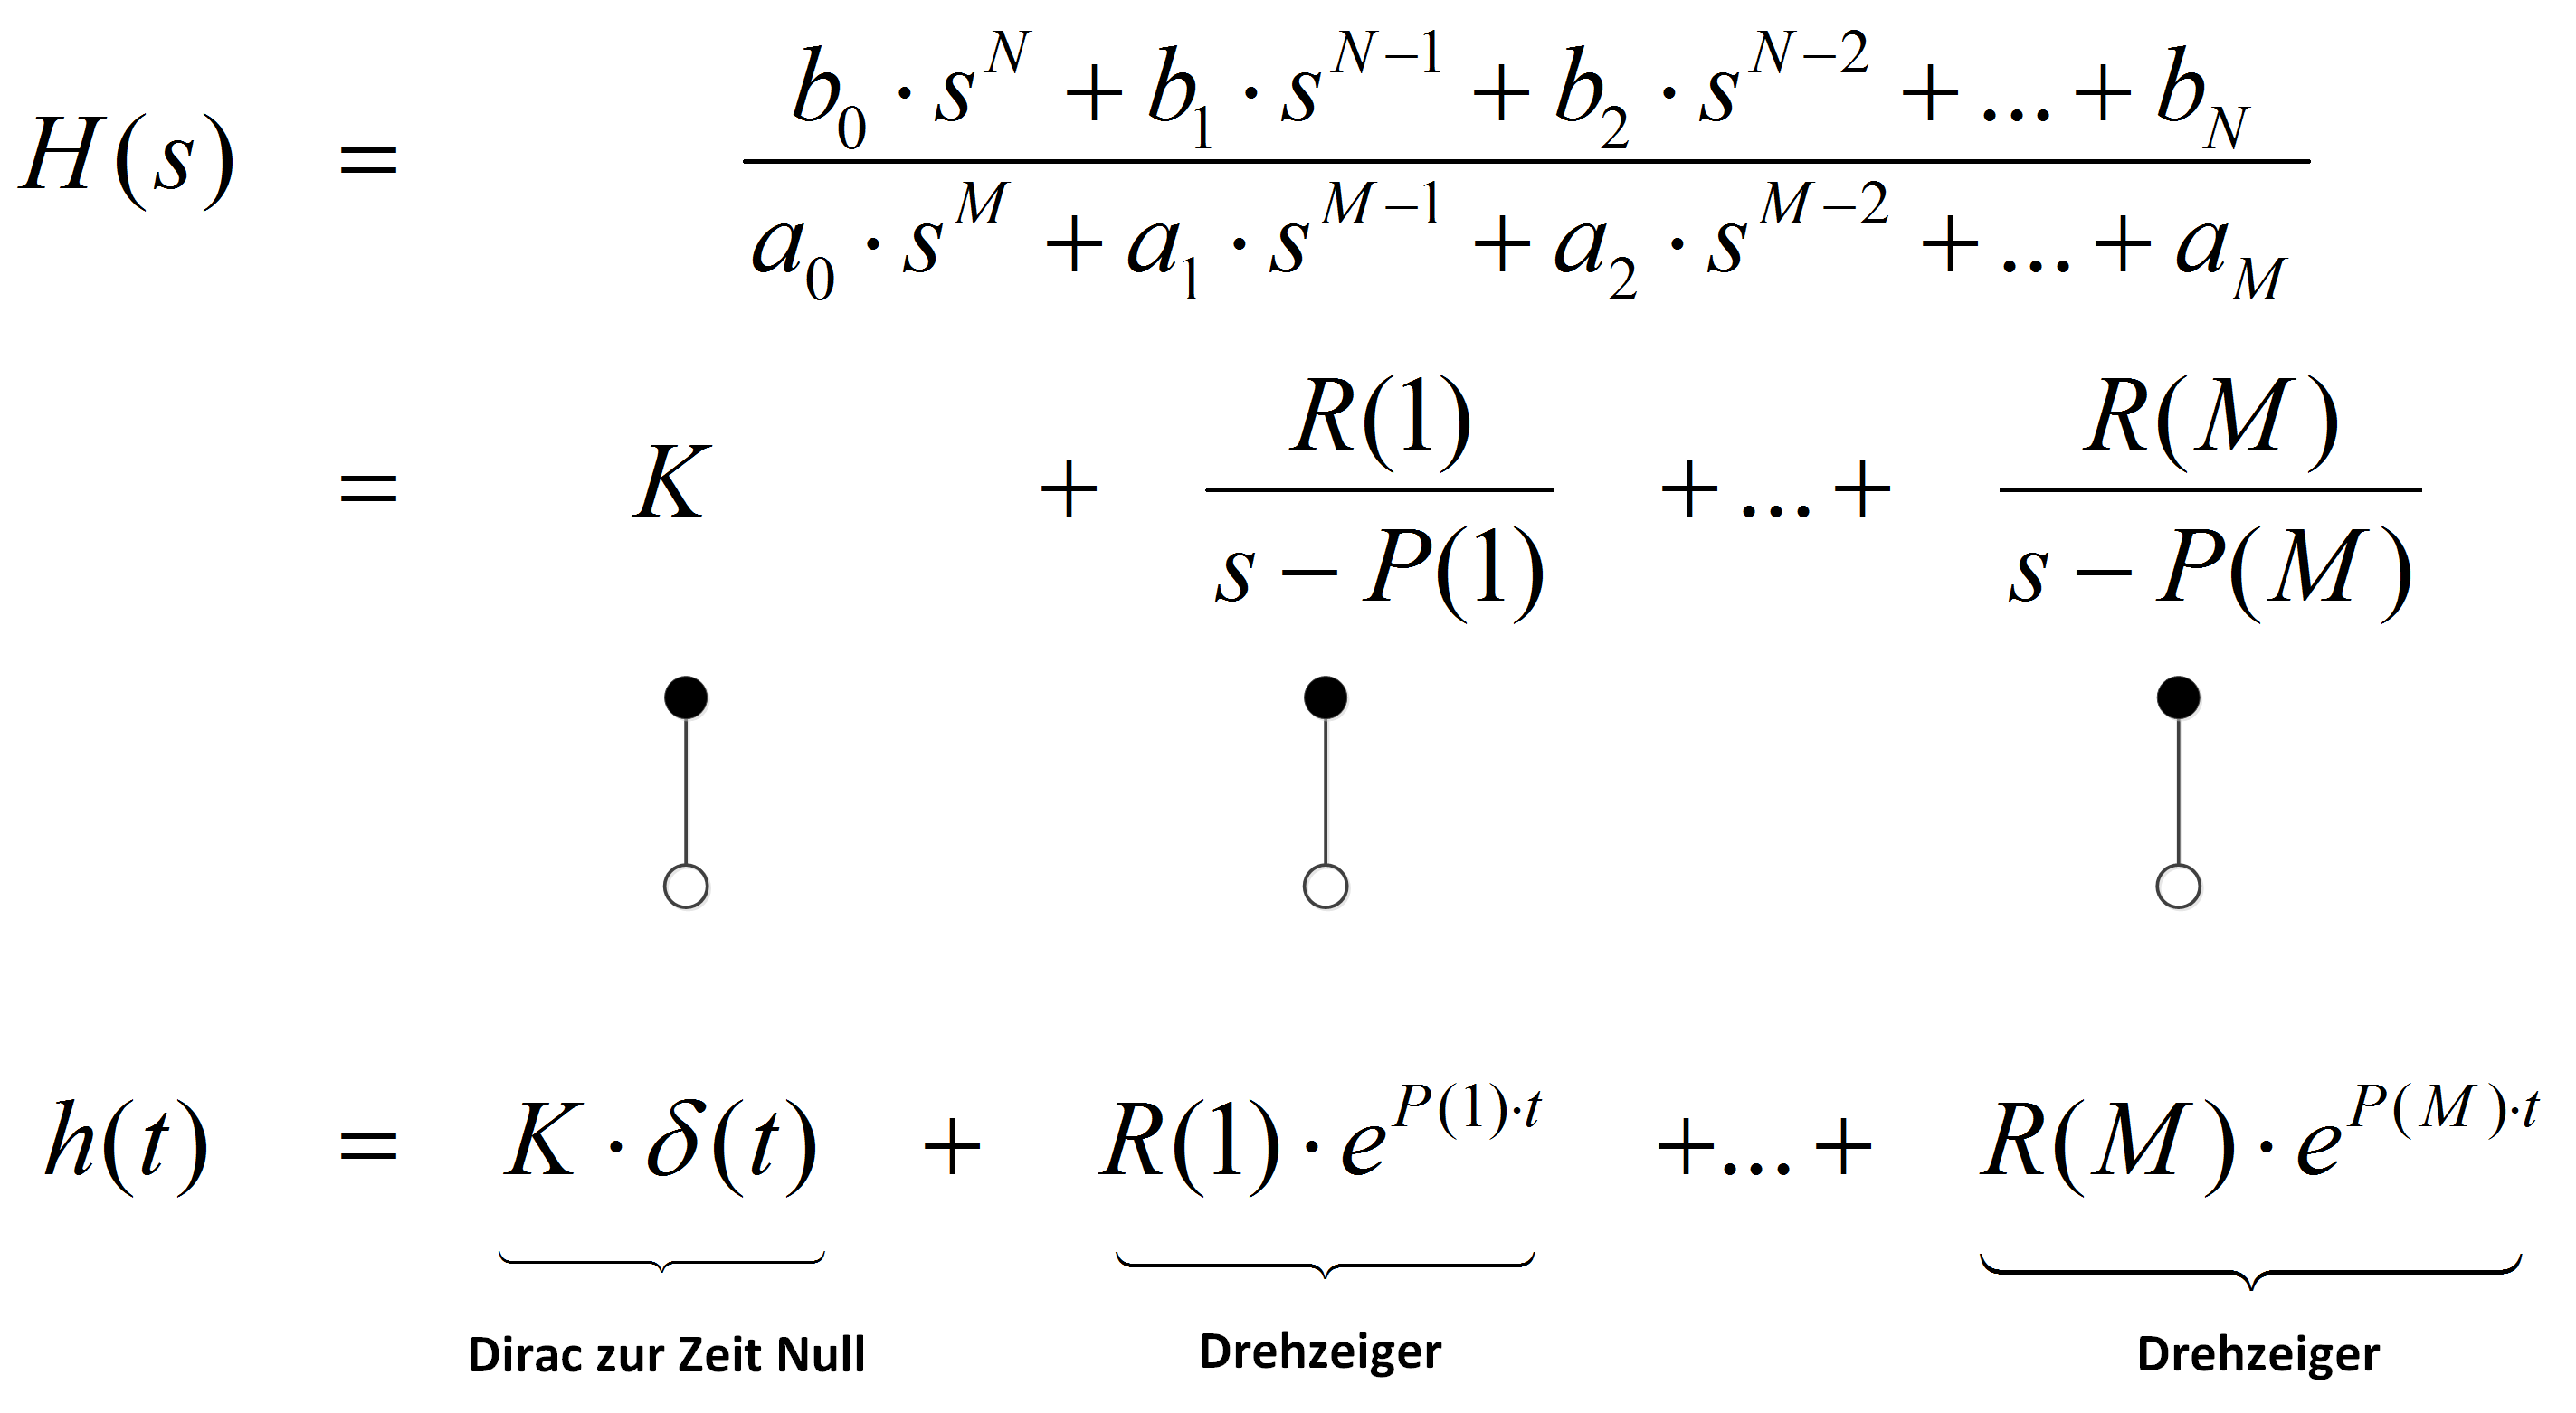 H(s) = \frac{b_0 \cdot s^N + b_1 \cdot s^{N-1} + b_2 \cdot s^{N-2} + ... + b_N}{a_0 \cdot s^M + a_1 \cdot s^{M-1} + a_2 \cdot s^{M-2} + ... + a_M}
= K + \frac{R(1)}{s - P(1)} + ... + \frac{R(M)}{s - P(M)}
h(t) = K \cdot \delta(t) + R(1) \cdot e^{P(1) \cdot t} + ... + R(M) \cdot e^{P(M) \cdot t}
Dirac zur Zeit Null Drehzeiger Drehzeiger